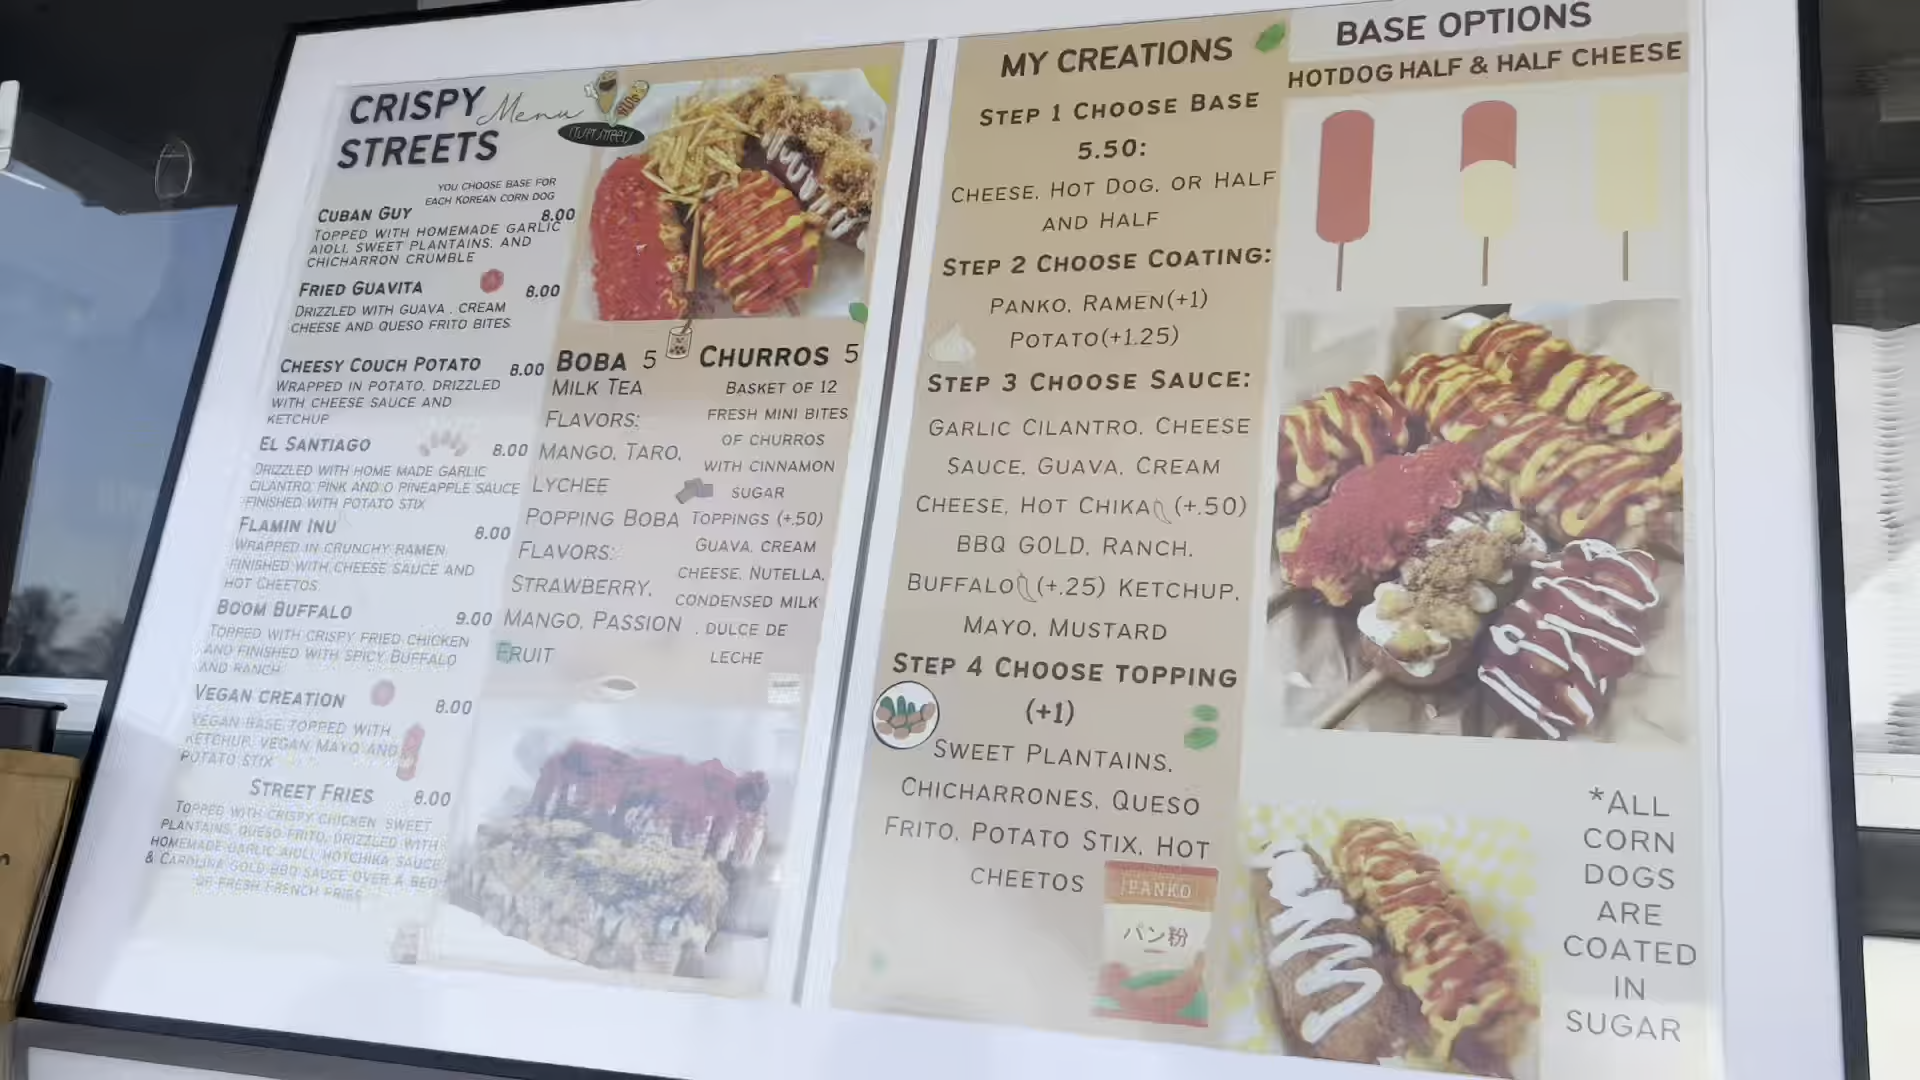 CRISPY
STREETS
Menu
YOU CHOOSE BASE FOR
EACH KOREAN CORN DOG
CUBAN GUY 8.00
TOPPED WITH HOMEMADE GARLIC
AIOLI, SWEET PLANTAINS, AND
CHICHARRON CRUMBLE
FRIED GUAVITA 8.00
DRIZZLED WITH GUAVA , CREAM
CHEESE AND QUESO FRITO BITES
CHEESY COUCH POTATO 8.00
WRAPPED IN POTATO, DRIZZLED
WITH CHEESE SAUCE AND
KETCHUP
EL SANTIAGO 8.00
DRIZZLED WITH HOME MADE GARLIC
CILANTRO, PINK AND O PINEAPPLE SAUCE
FINISHED WITH POTATO STIX
FLAMIN INU 8.00
WRAPPED IN CRUNCHY RAMEN
FINISHED WITH CHEESE SAUCE AND
HOT CHEETOS
BOOM BUFFALO 9.00
TOPPED WITH CRISPY FRIED CHICKEN
AND FINISHED WITH SPICY BUFFALO
AND RANCH
VEGAN CREATION 8.00
VEGAN BASE TOPPED WITH
KETCHUP, VEGAN MAYO AND
POTATO STIX
STREET FRIES 8.00
TOPPED WITH CRISPY CHICKEN, SWEET
PLANTAINS, QUESO FRITO, DRIZZLED WITH
HOMEMADE GARLIC AIOLI, HOTCHIKA SAUCE
& CAROLINA GOLD BBQ SAUCE OVER A BED
OF FRESH FRENCH FRIES
BOBA 5
MILK TEA
FLAVORS:
MANGO, TARO,
LYCHEE
POPPING BOBA
FLAVORS:
STRAWBERRY,
MANGO, PASSION
FRUIT
CHURROS 5
BASKET OF 12
FRESH MINI BITES
OF CHURROS
WITH CINNAMON
SUGAR
TOPPINGS (+.50)
GUAVA, CREAM
CHEESE, NUTELLA,
CONDENSED MILK
, DULCE DE
LECHE
MY CREATIONS
STEP 1 CHOOSE BASE
5.50:
CHEESE, HOT DOG, OR HALF
AND HALF
STEP 2 CHOOSE COATING:
PANKO, RAMEN(+1)
POTATO(+1.25)
STEP 3 CHOOSE SAUCE:
GARLIC CILANTRO, CHEESE
SAUCE, GUAVA, CREAM
CHEESE, HOT CHIKA (+.50)
BBQ GOLD, RANCH,
BUFFALO (+.25) KETCHUP,
MAYO, MUSTARD
STEP 4 CHOOSE TOPPING
(+1)
SWEET PLANTAINS,
CHICHARRONES, QUESO
FRITO, POTATO STIX, HOT
CHEETOS
PANKO
パン粉
BASE OPTIONS
HOTDOG HALF & HALF CHEESE
*ALL
CORN
DOGS
ARE
COATED
IN
SUGAR